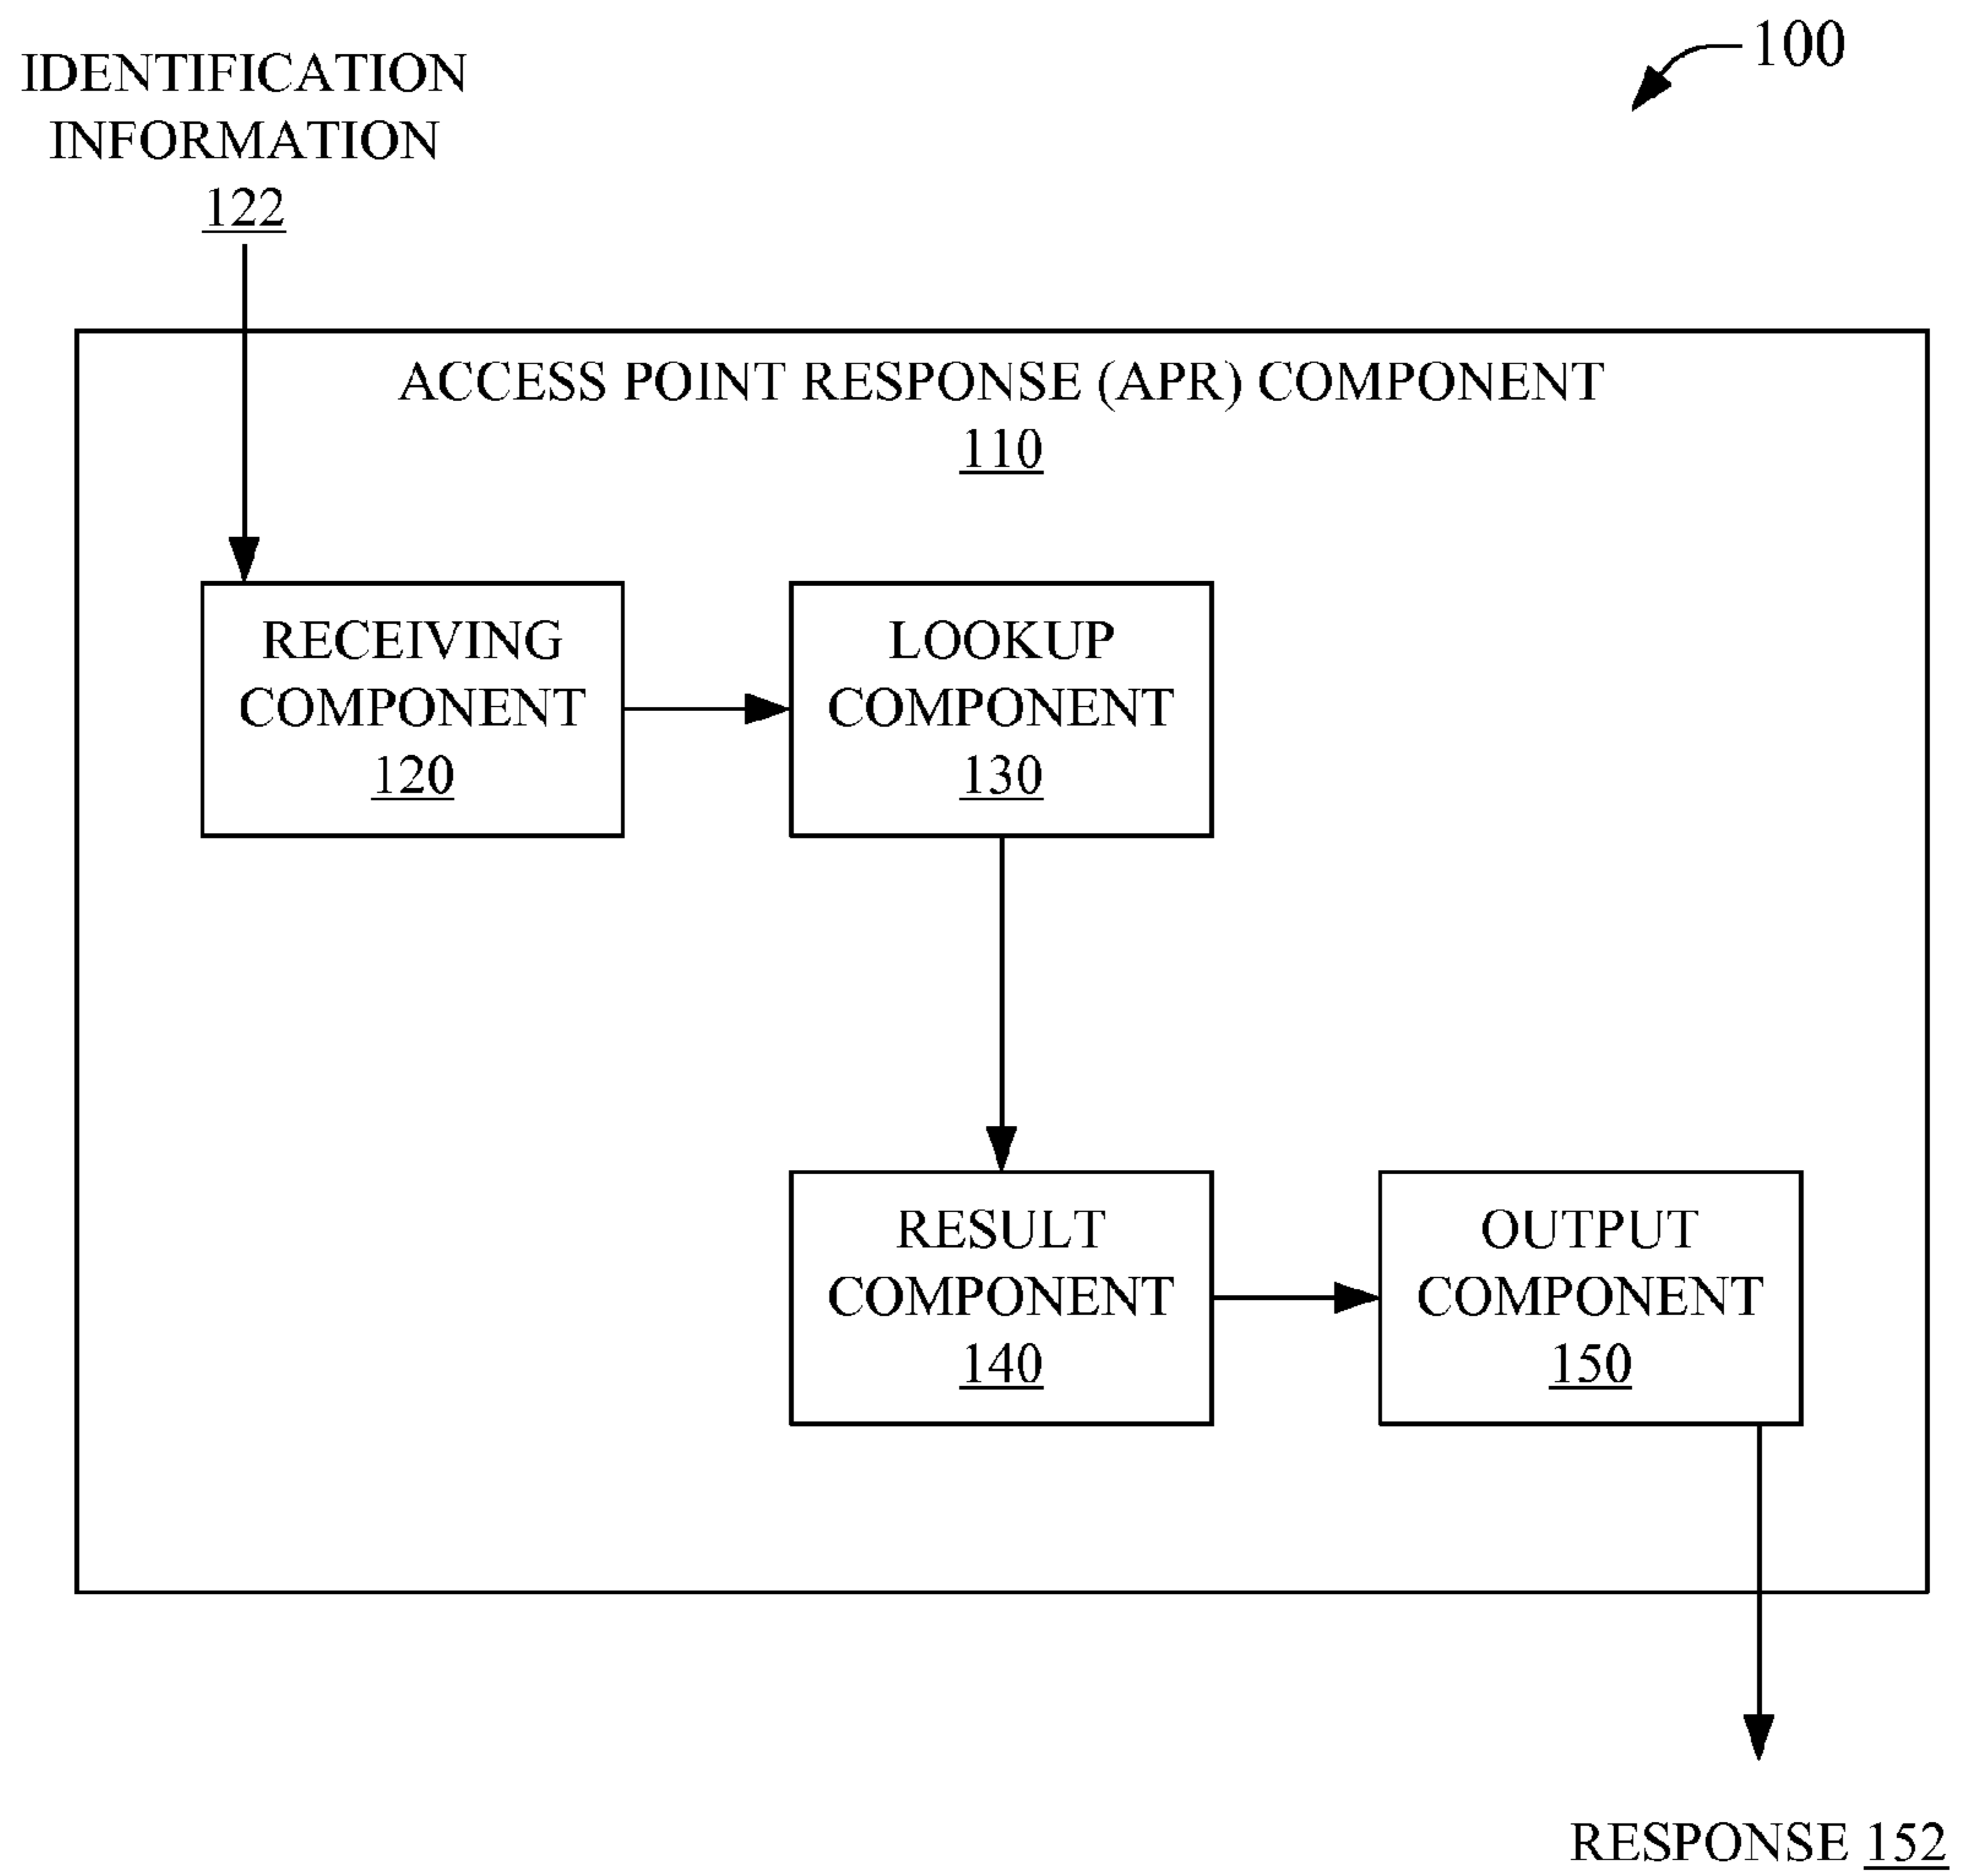 100
IDENTIFICATION
INFORMATION
122
ACCESS POINT RESPONSE (APR) COMPONENT
110
RECEIVING
COMPONENT
120
LOOKUP
COMPONENT
130
RESULT
COMPONENT
140
OUTPUT
COMPONENT
150
RESPONSE 152